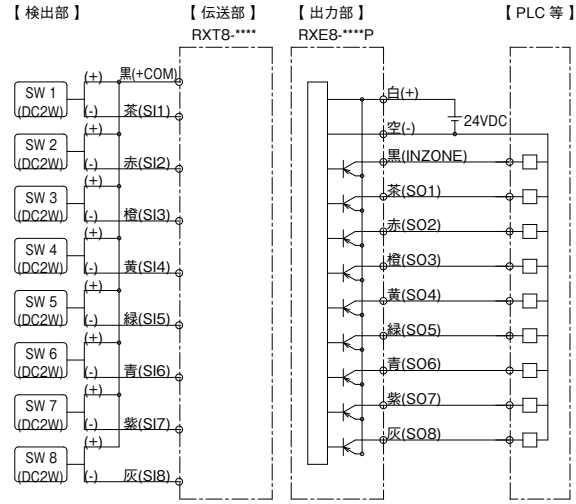 【 検出部 】 【 伝送部 】 【 出力部 】 【 PLC 等 】
RXT8-**** RXE8-****P
(+) 黒(+COM)
SW 1
(DC2W) (-) 茶(SI1)
(+)
SW 2
(DC2W) (-) 赤(SI2)
(+)
SW 3
(DC2W) (-) 橙(SI3)
(+)
SW 4
(DC2W) (-) 黄(SI4)
(+)
SW 5
(DC2W) (-) 緑(SI5)
(+)
SW 6
(DC2W) (-) 青(SI6)
(+)
SW 7
(DC2W) (-) 紫(SI7)
(+)
SW 8
(DC2W) (-) 灰(SI8)
白(+)
24VDC
空(-)
黒(INZONE)
茶(SO1)
赤(SO2)
橙(SO3)
黄(SO4)
緑(SO5)
青(SO6)
紫(SO7)
灰(SO8)